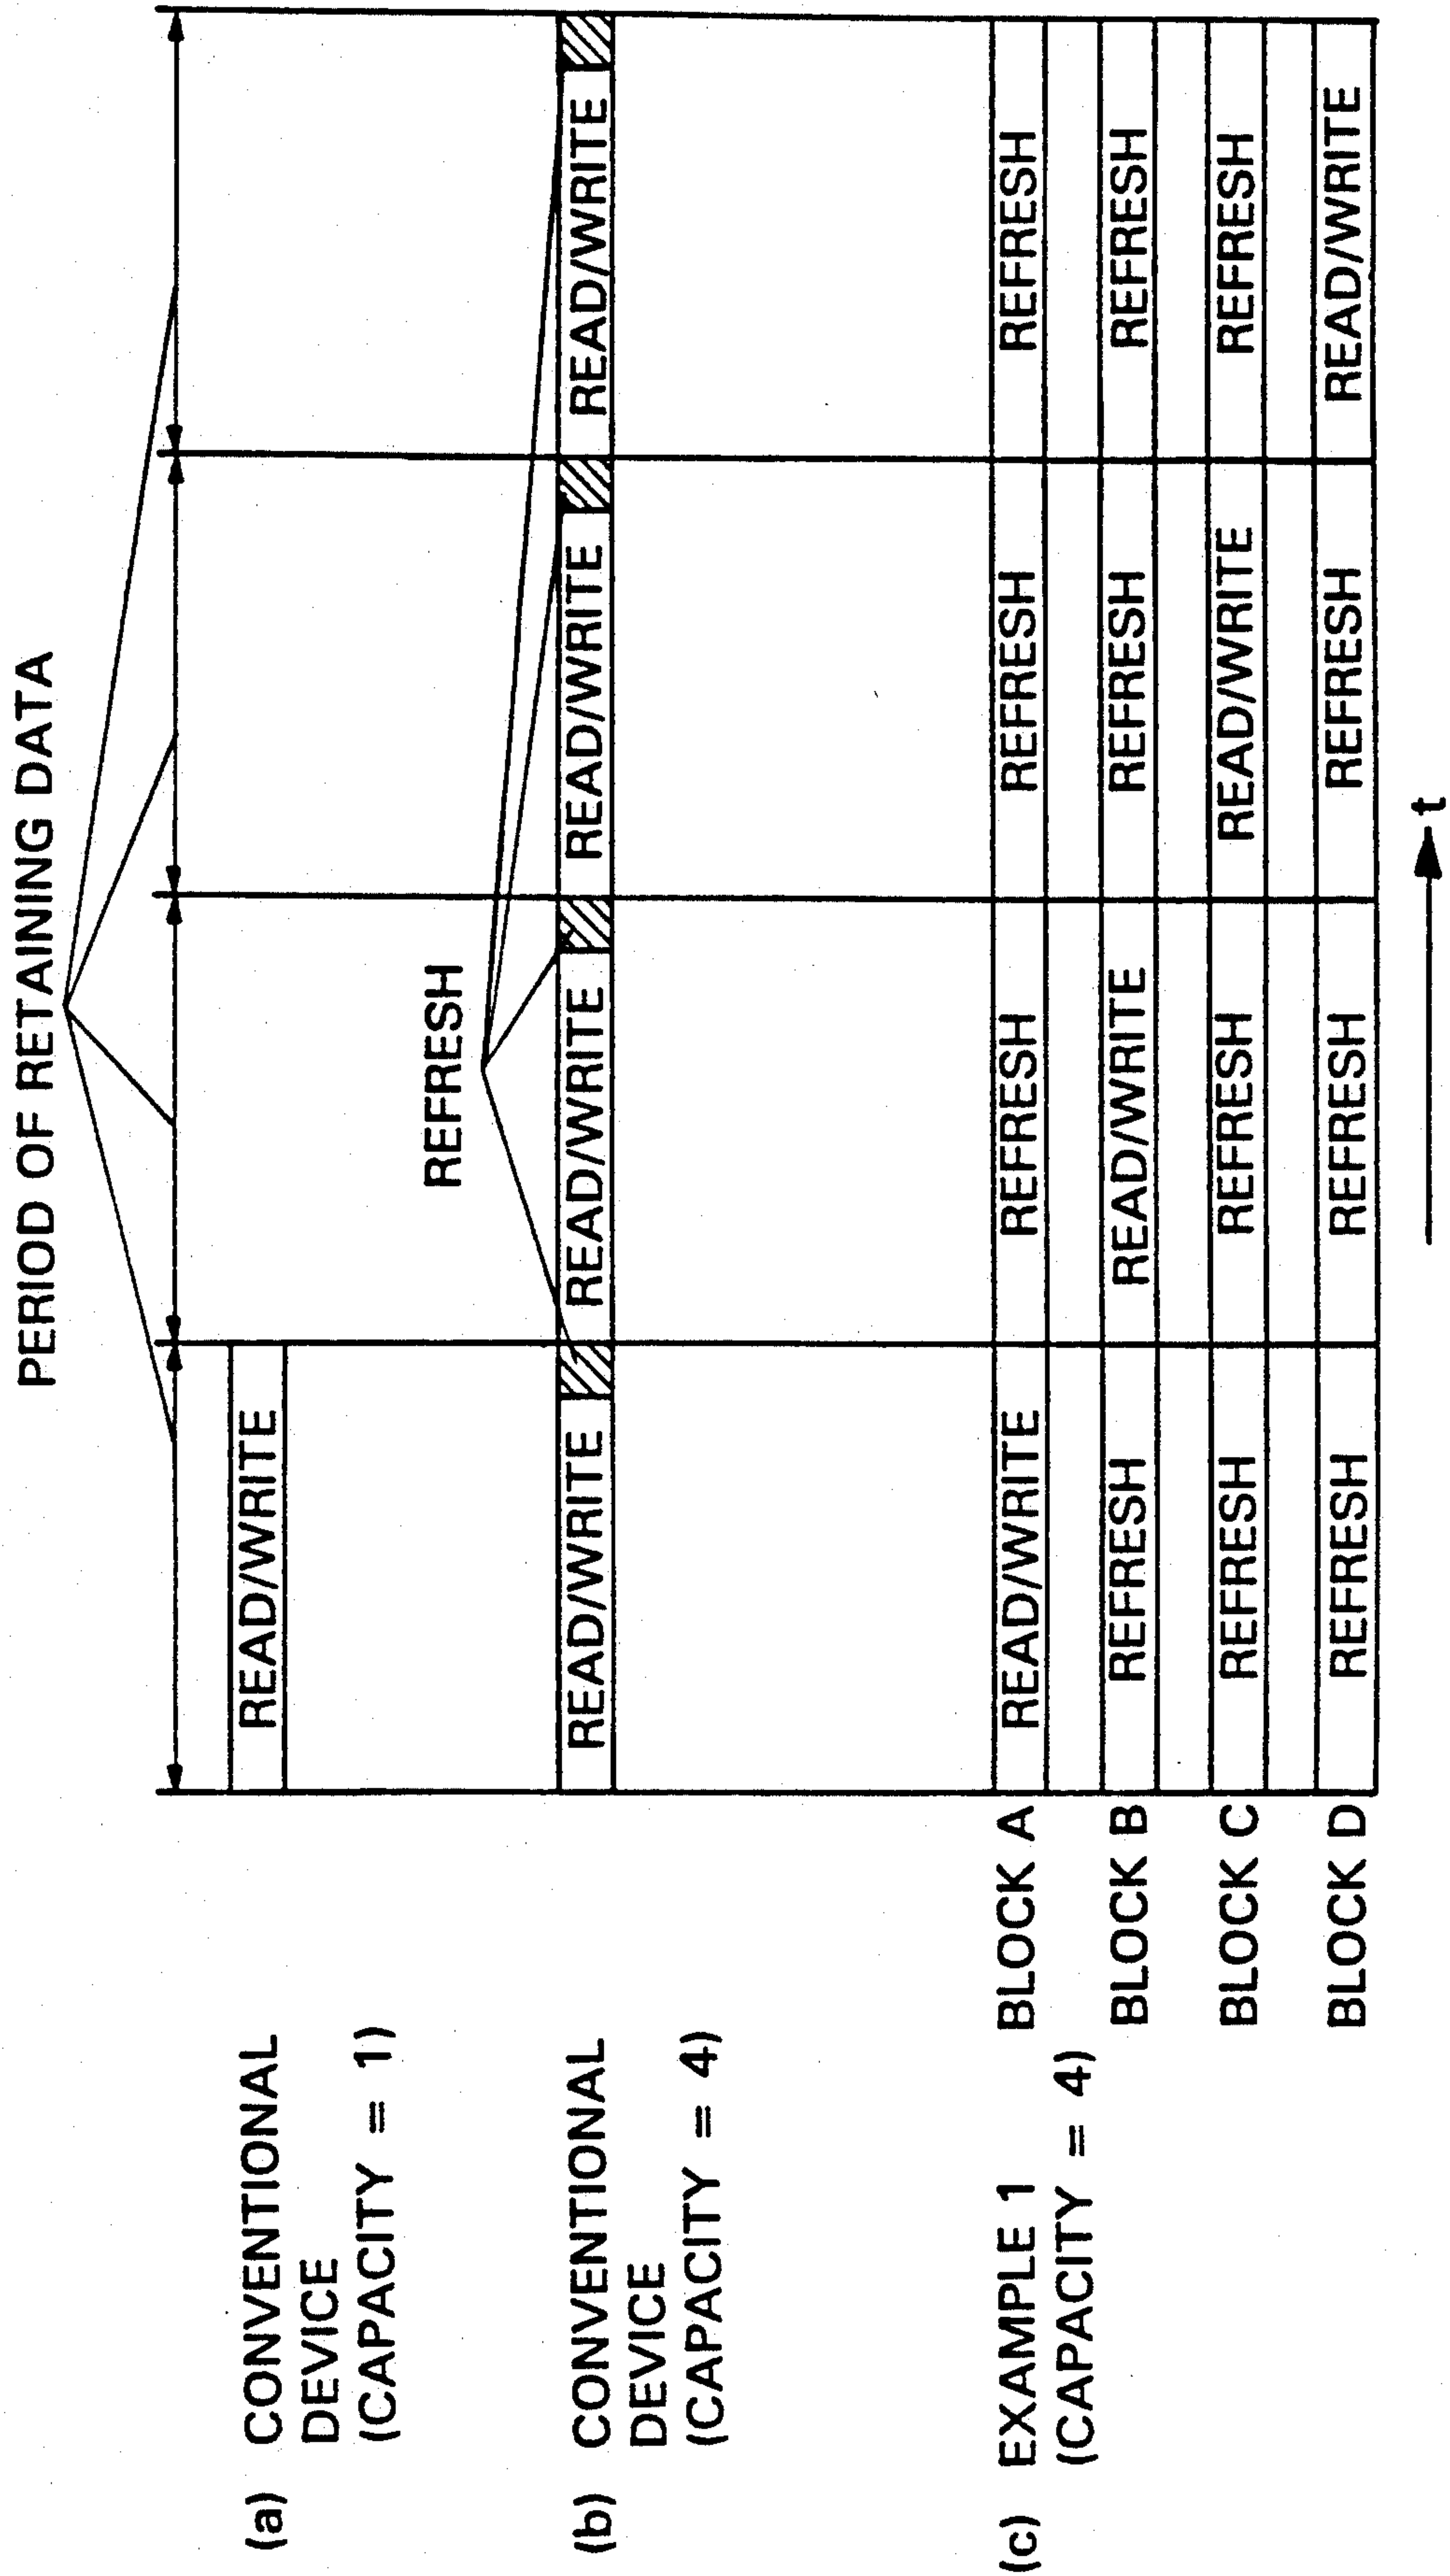 PERIOD OF RETAINING DATA
(a) CONVENTIONAL
DEVICE
(CAPACITY = 1)
READ/WRITE
REFRESH
(b) CONVENTIONAL
DEVICE
(CAPACITY = 4)
READ/WRITE READ/WRITE READ/WRITE READ/WRITE
(c) EXAMPLE 1
(CAPACITY = 4)
BLOCK A READ/WRITE REFRESH REFRESH REFRESH
BLOCK B REFRESH READ/WRITE REFRESH REFRESH
BLOCK C REFRESH REFRESH READ/WRITE REFRESH
BLOCK D REFRESH REFRESH REFRESH READ/WRITE
t